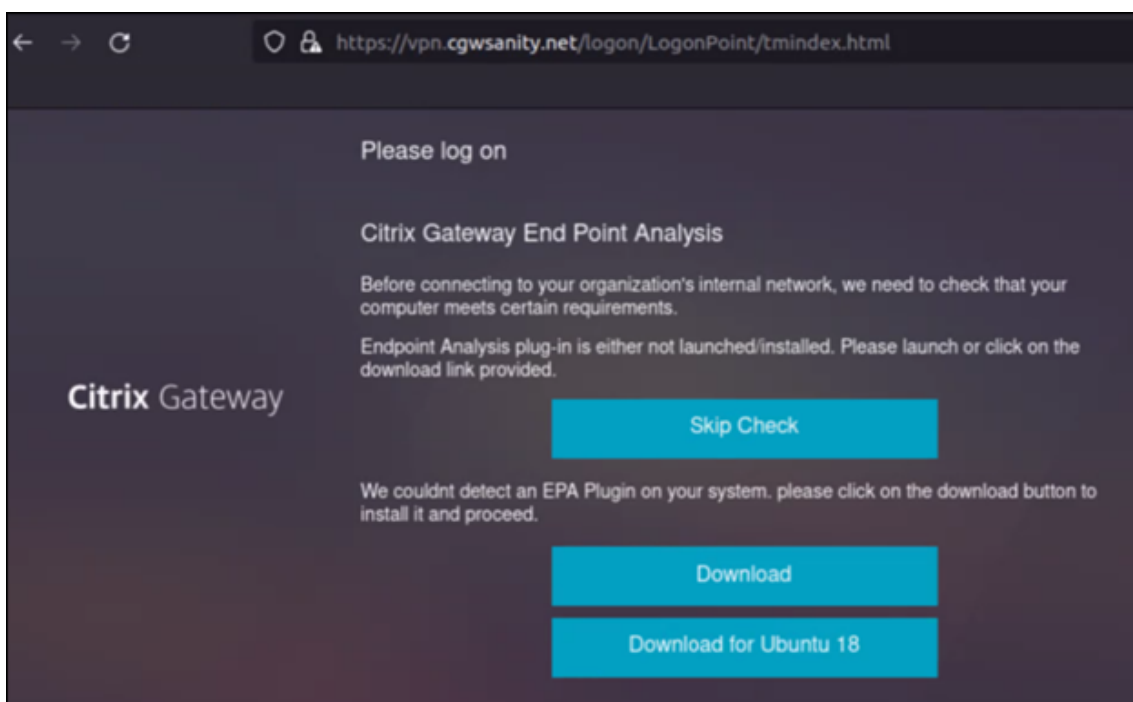 https://vpn.cgwsanity.net/logon/LogonPoint/tmindex.html
Please log on
Citrix Gateway End Point Analysis
Before connecting to your organization's internal network, we need to check that your
computer meets certain requirements.
Endpoint Analysis plug-in is either not launched/installed. Please launch or click on the
download link provided.
Citrix Gateway
Skip Check
We couldnt detect an EPA Plugin on your system. please click on the download button to
install it and proceed.
Download
Download for Ubuntu 18